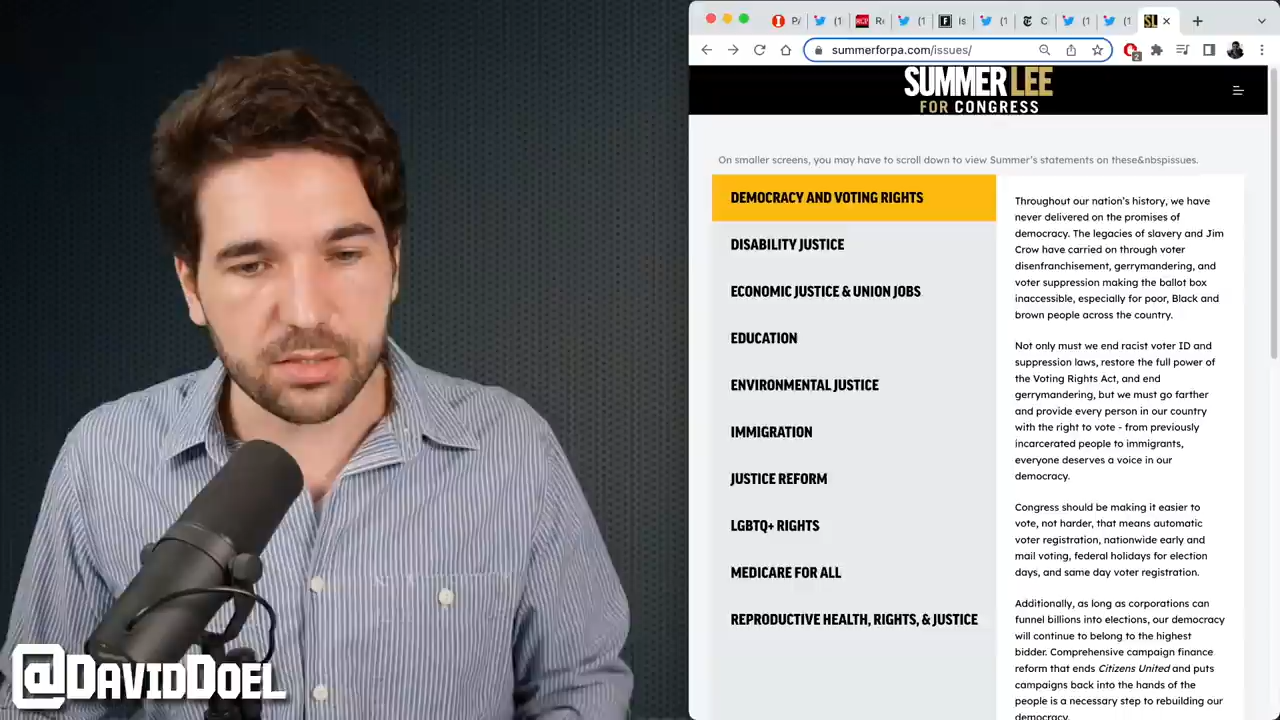 PA
(1
Re
(1
Is
(1
C
(1
(1
SL
summerforpa.com/issues/
2
SUMMER LEE
FOR CONGRESS
On smaller screens, you may have to scroll down to view Summer's statements on these&nbspissues.
DEMOCRACY AND VOTING RIGHTS
DISABILITY JUSTICE
ECONOMIC JUSTICE & UNION JOBS
EDUCATION
ENVIRONMENTAL JUSTICE
IMMIGRATION
JUSTICE REFORM
LGBTQ+ RIGHTS
MEDICARE FOR ALL
REPRODUCTIVE HEALTH, RIGHTS, & JUSTICE
Throughout our nation's history, we have
never delivered on the promises of
democracy. The legacies of slavery and Jim
Crow have carried on through voter
disenfranchisement, gerrymandering, and
voter suppression making the ballot box
inaccessible, especially for poor, Black and
brown people across the country.
Not only must we end racist voter ID and
suppression laws, restore the full power of
the Voting Rights Act, and end
gerrymandering, but we must go farther
and provide every person in our country
with the right to vote - from previously
incarcerated people to immigrants,
everyone deserves a voice in our
democracy.
Congress should be making it easier to
vote, not harder, that means automatic
voter registration, nationwide early and
mail voting, federal holidays for election
days, and same day voter registration.
Additionally, as long as corporations can
funnel billions into elections, our democracy
will continue to belong to the highest
bidder. Comprehensive campaign finance
reform that ends Citizens United and puts
campaigns back into the hands of the
people is a necessary step to rebuilding our
democracy.
@DAVIDDOEL